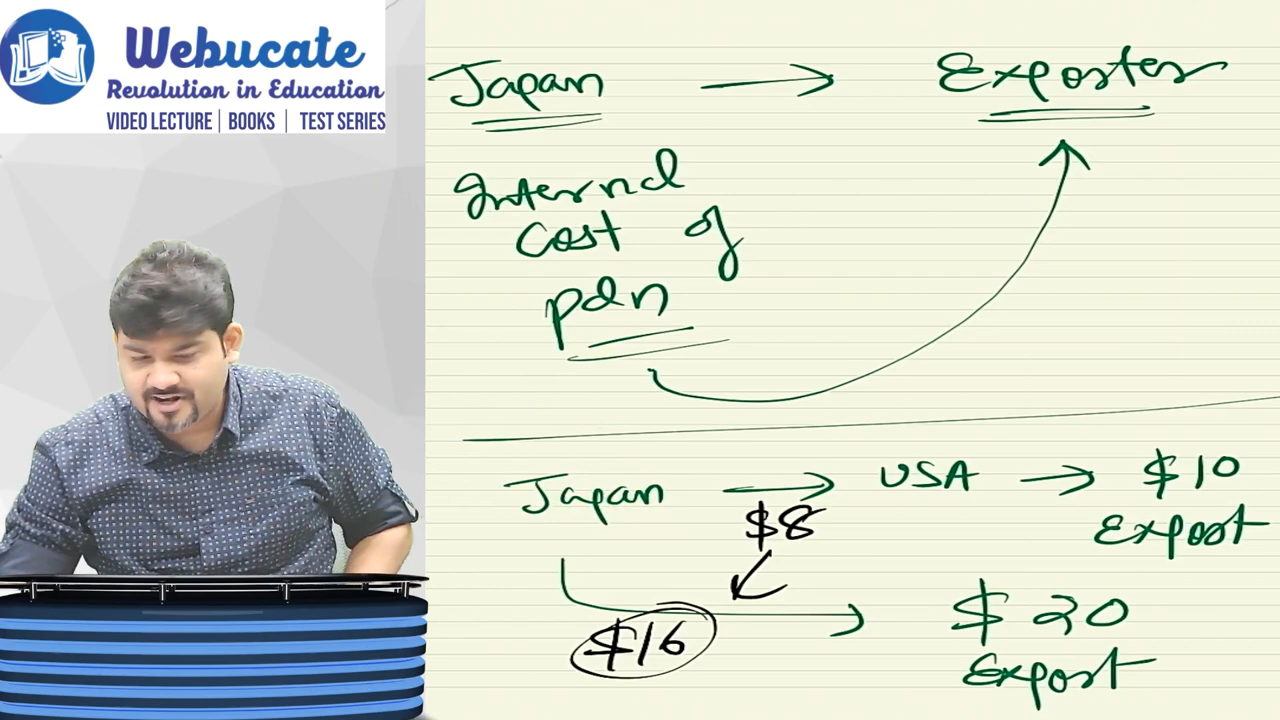 Webucate
Revolution in Education
VIDEO LECTURE | BOOKS | TEST SERIES
Japan → Exporter
Internal
cost of
pdn
Japan → USA → $10
$8
Export
$20
$16
Export